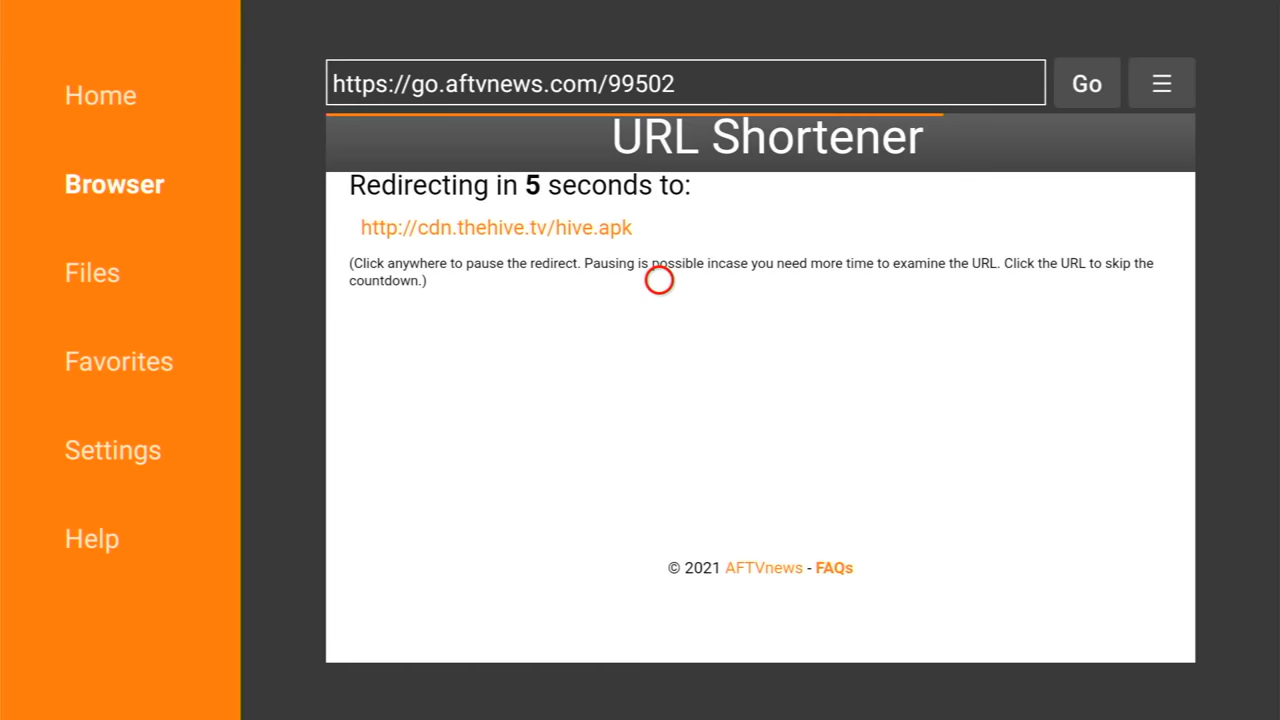 Home
Browser
Files
Favorites
Settings
Help
https://go.aftvnews.com/99502
Go
URL Shortener
Redirecting in 5 seconds to:
http://cdn.thehive.tv/hive.apk
(Click anywhere to pause the redirect. Pausing is possible incase you need more time to examine the URL. Click the URL to skip the
countdown.)
© 2021 AFTVnews - FAQs